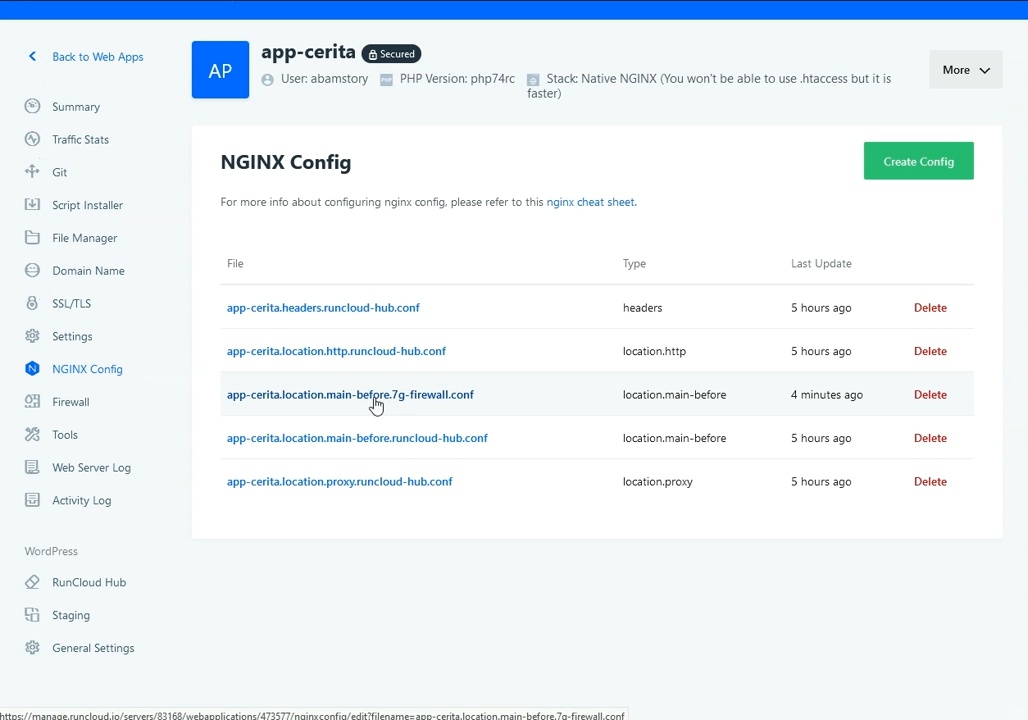 Back to Web Apps
Summary
Traffic Stats
Git
Script Installer
File Manager
Domain Name
SSL/TLS
Settings
NGINX Config
Firewall
Tools
Web Server Log
Activity Log
WordPress
RunCloud Hub
Staging
General Settings
AP
app-cerita Secured
User: abamstory PHP Version: php74rc Stack: Native NGINX (You won't be able to use .htaccess but it is
faster)
More
NGINX Config
Create Config
For more info about configuring nginx config, please refer to this nginx cheat sheet.
File Type Last Update
app-cerita.headers.runcloud-hub.conf headers 5 hours ago Delete
app-cerita.location.http.runcloud-hub.conf location.http 5 hours ago Delete
app-cerita.location.main-before.7g-firewall.conf location.main-before 4 minutes ago Delete
app-cerita.location.main-before.runcloud-hub.conf location.main-before 5 hours ago Delete
app-cerita.location.proxy.runcloud-hub.conf location.proxy 5 hours ago Delete
https://manage.runcloud.io/servers/83168/webapplications/473577/nginxconfig/edit?filename=app-cerita.location.main-before.7g-firewall.conf